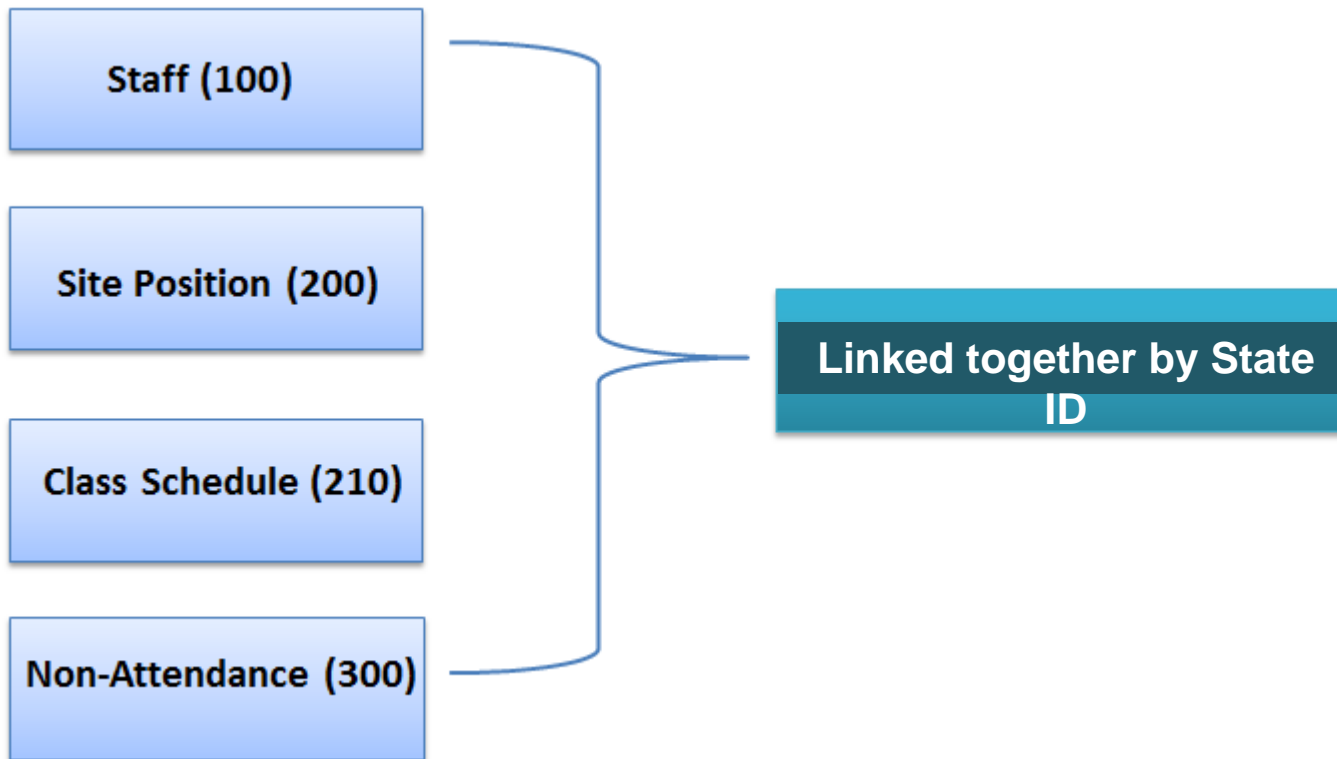 Staff (100)
Site Position (200)
Class Schedule (210)
Non-Attendance (300)
Linked together by State
ID